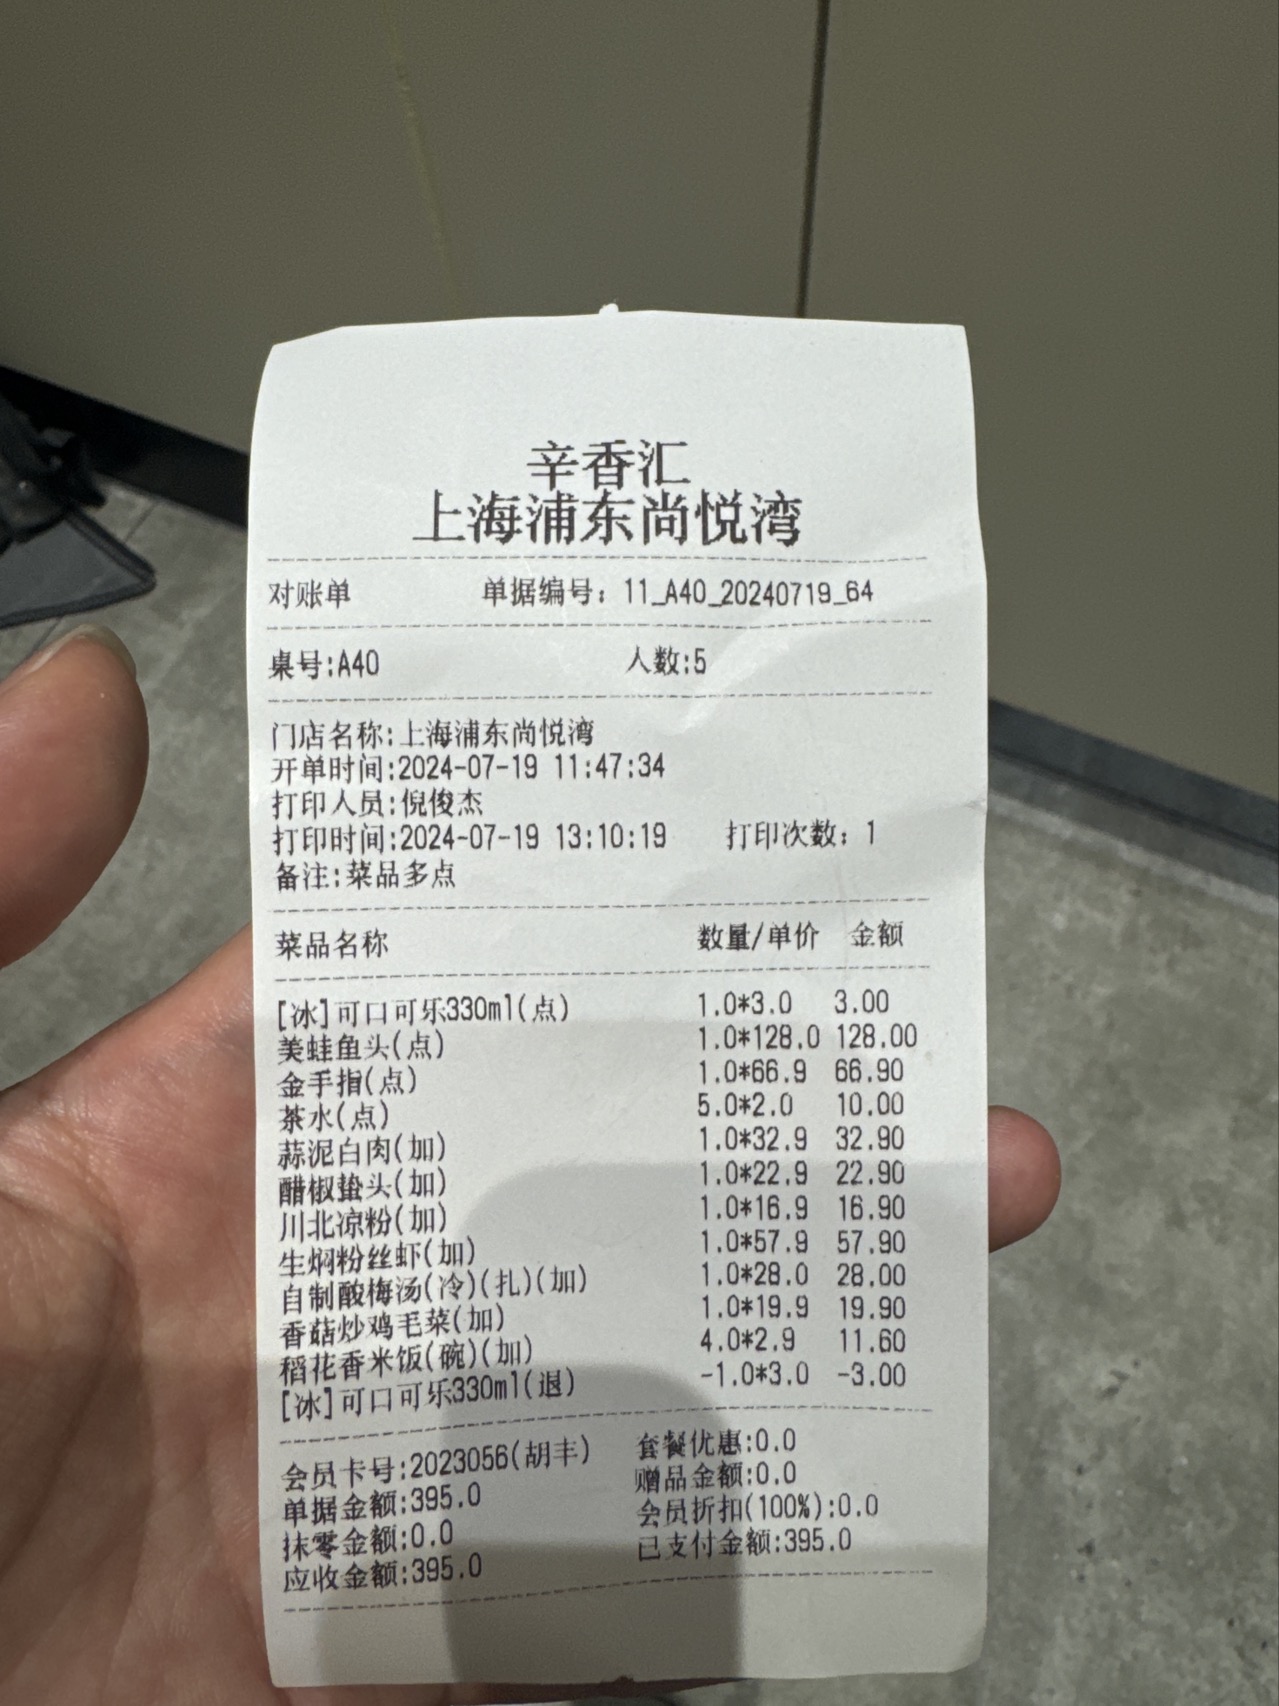 辛香汇
上海浦东尚悦湾
对账单 单据编号：11_A40_20240719_64
桌号:A40 人数:5
门店名称:上海浦东尚悦湾
开单时间:2024-07-19 11:47:34
打印人员:倪俊杰
打印时间:2024-07-19 13:10:19 打印次数：1
备注:菜品多点
菜品名称 数量/单价 金额
[冰]可口可乐330ml(点) 1.0*3.0 3.00
美蛙鱼头(点) 1.0*128.0 128.00
金手指(点) 1.0*66.9 66.90
茶水(点) 5.0*2.0 10.00
蒜泥白肉(加) 1.0*32.9 32.90
醋椒蛰头(加) 1.0*22.9 22.90
川北凉粉(加) 1.0*16.9 16.90
生焖粉丝虾(加) 1.0*57.9 57.90
自制酸梅汤(冷)(扎)(加) 1.0*28.0 28.00
香菇炒鸡毛菜(加) 1.0*19.9 19.90
稻花香米饭(碗)(加) 4.0*2.9 11.60
[冰]可口可乐330ml(退) -1.0*3.0 -3.00
会员卡号:2023056(胡丰) 套餐优惠:0.0
单据金额:395.0 赠品金额:0.0
抹零金额:0.0 会员折扣(100%):0.0
应收金额:395.0 已支付金额:395.0